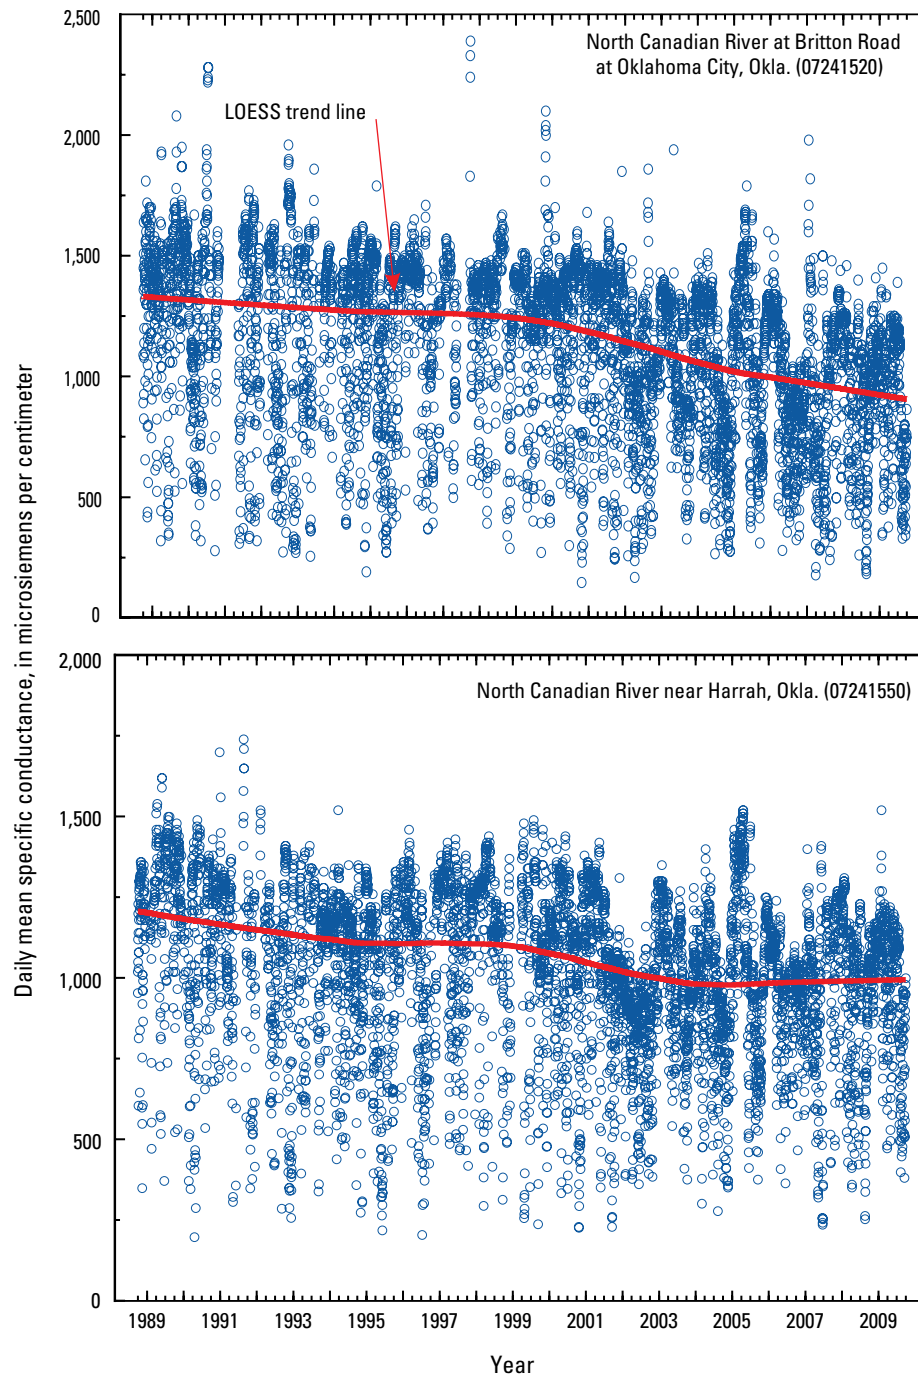 2,500
North Canadian River at Britton Road
at Oklahoma City, Okla. (07241520)
LOESS trend line
2,000
1,500
1,000
500
0
Daily mean specific conductance, in microsiemens per centimeter
2,000
North Canadian River near Harrah, Okla. (07241550)
1,500
1,000
500
0
1989 1991 1993 1995 1997 1999 2001 2003 2005 2007 2009
Year